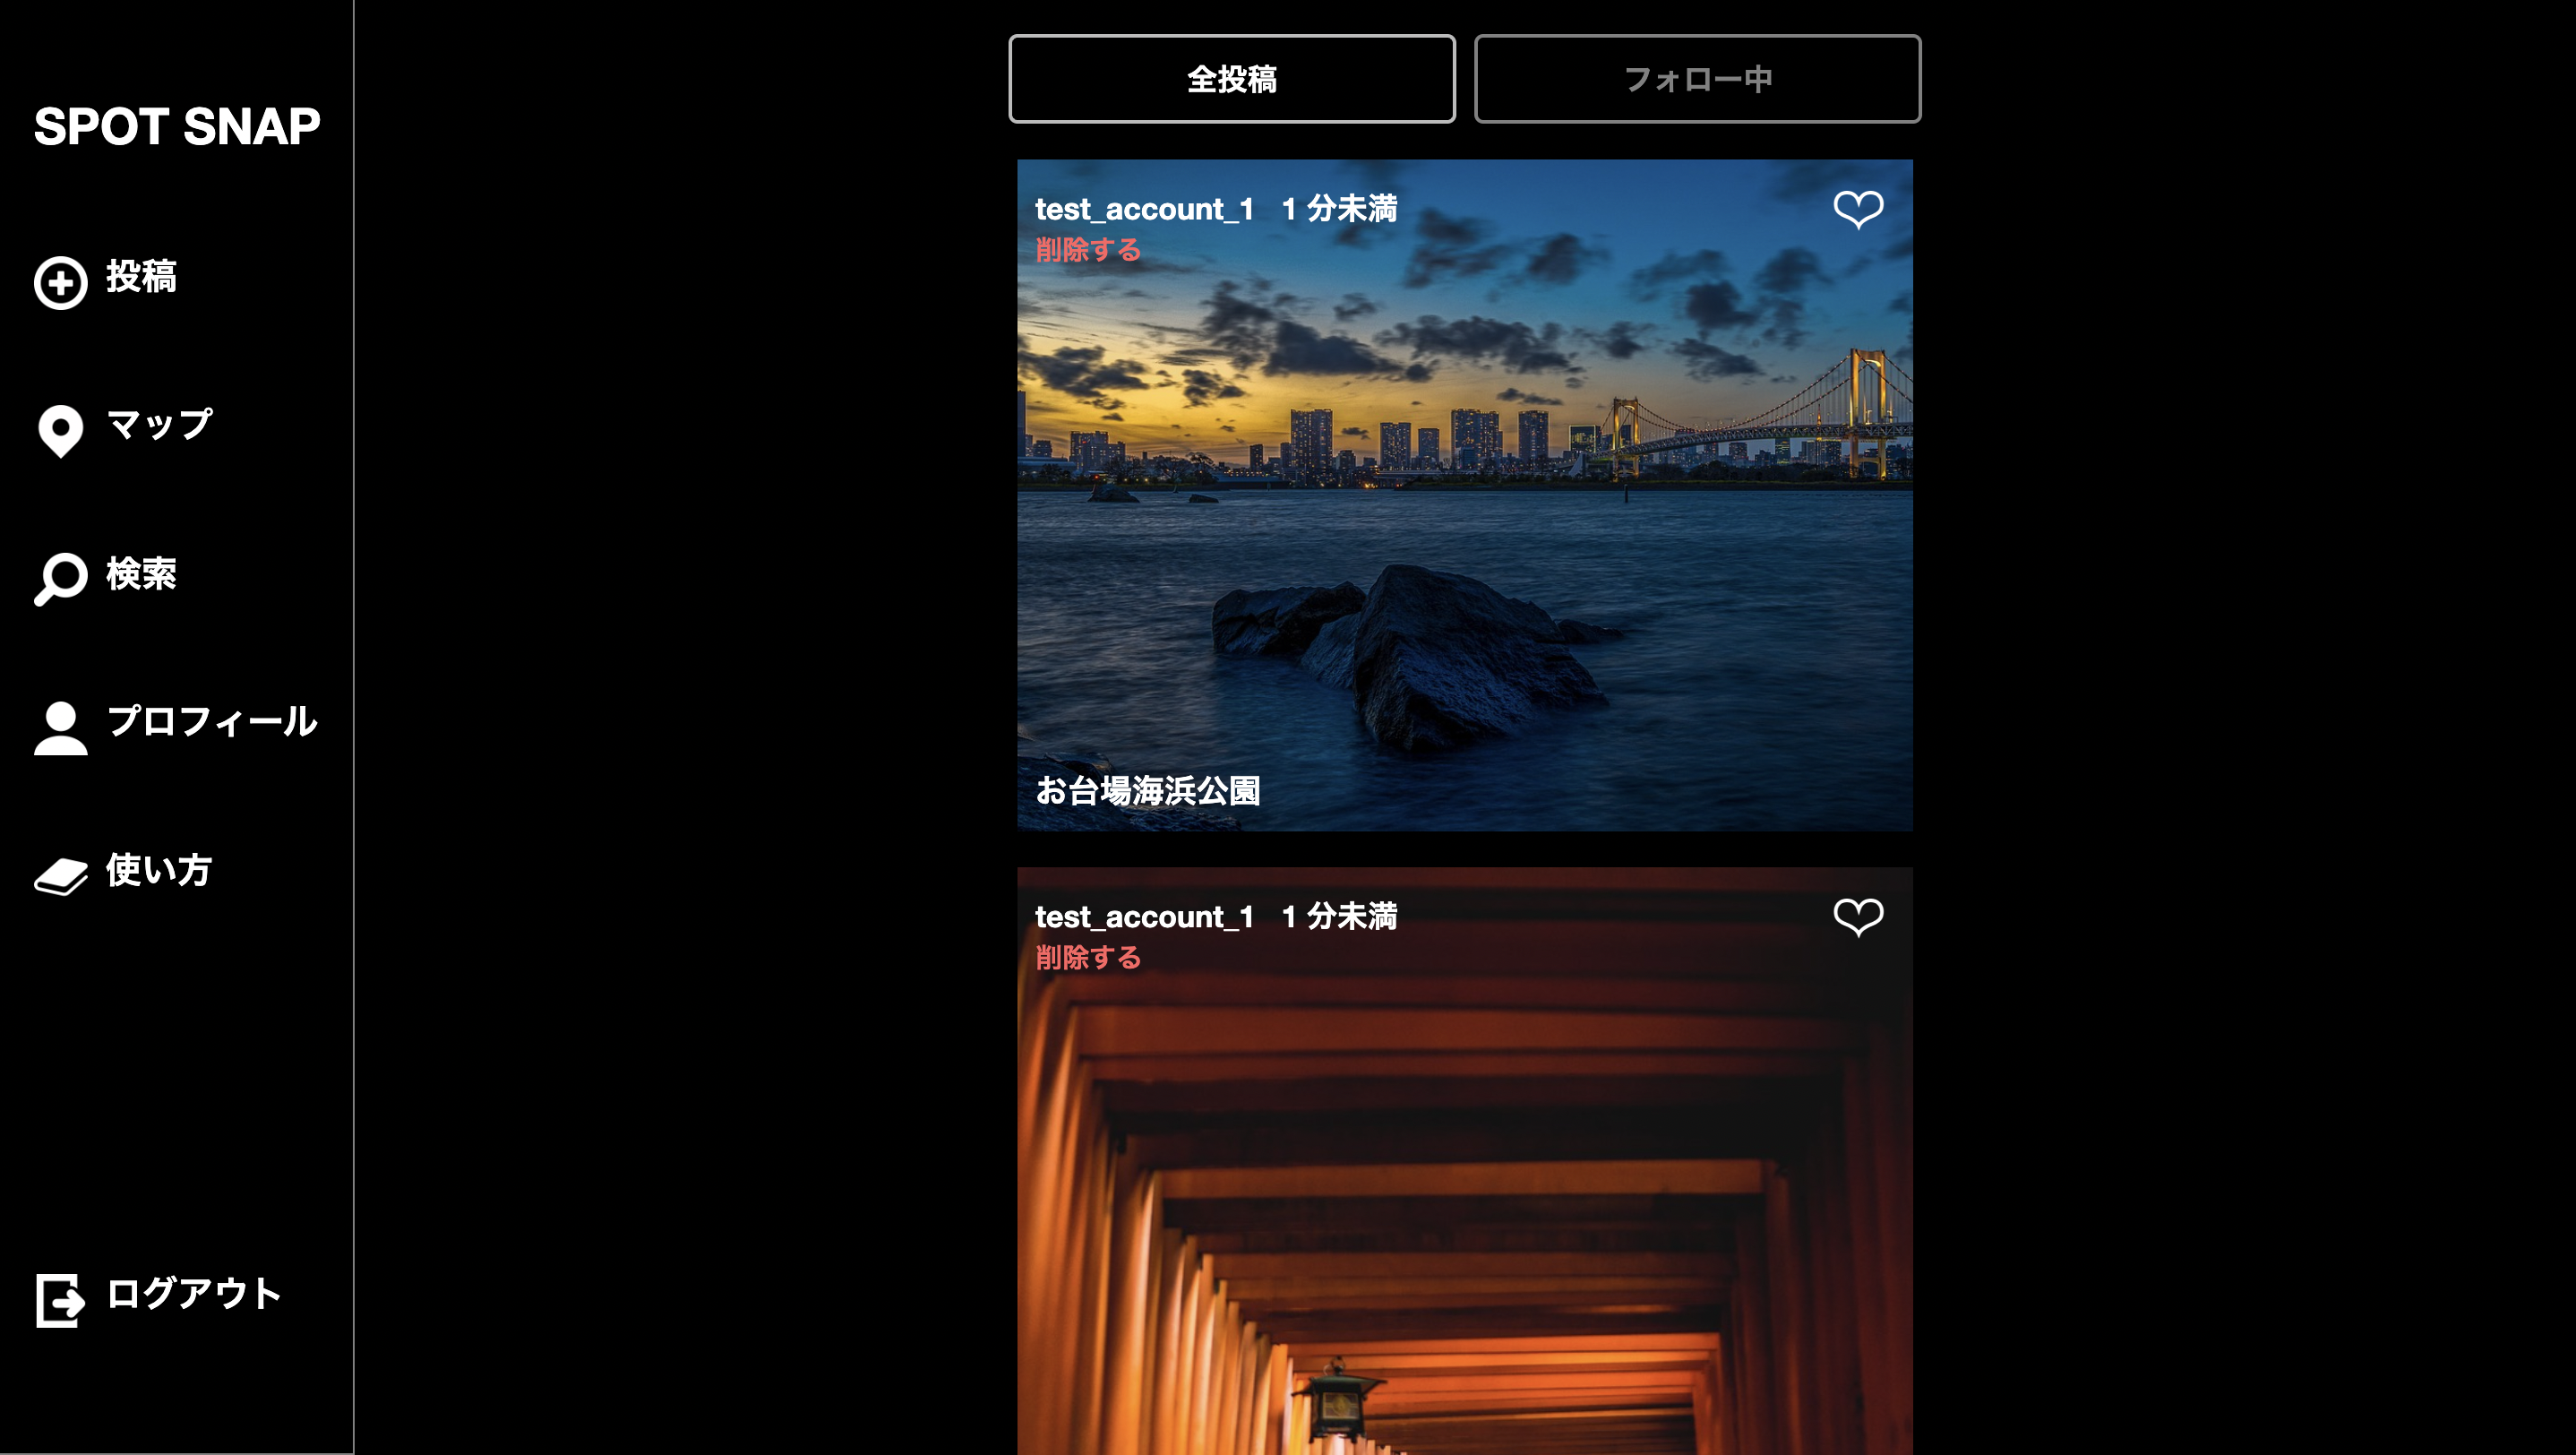 SPOT SNAP
投稿
マップ
検索
プロフィール
使い方
ログアウト
全投稿
フォロー中
test_account_1 1 分未満
削除する
お台場海浜公園
test_account_1 1 分未満
削除する